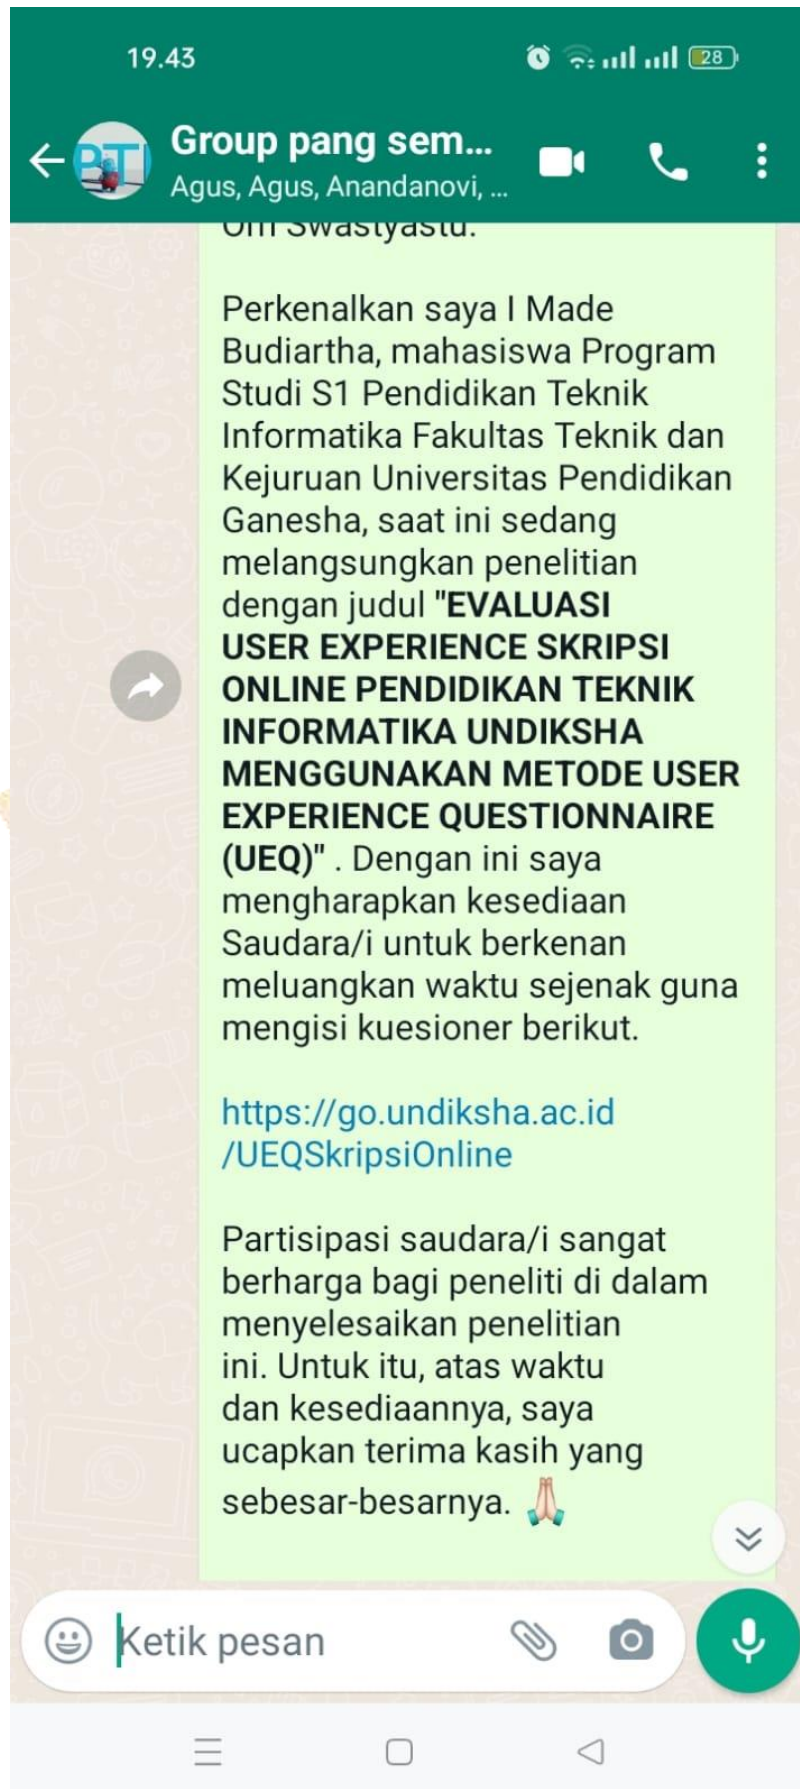 19.43
28
Group pang sem...
Agus, Agus, Anandanovi, ...
Om Swastyastu.
Perkenalkan saya I Made
Budiartha, mahasiswa Program
Studi S1 Pendidikan Teknik
Informatika Fakultas Teknik dan
Kejuruan Universitas Pendidikan
Ganesha, saat ini sedang
melangsungkan penelitian
dengan judul "EVALUASI
USER EXPERIENCE SKRIPSI
ONLINE PENDIDIKAN TEKNIK
INFORMATIKA UNDIKSHA
MENGGUNAKAN METODE USER
EXPERIENCE QUESTIONNAIRE
(UEQ)" . Dengan ini saya
mengharapkan kesediaan
Saudara/i untuk berkenan
meluangkan waktu sejenak guna
mengisi kuesioner berikut.
https://go.undiksha.ac.id
/UEQSkripsiOnline
Partisipasi saudara/i sangat
berharga bagi peneliti di dalam
menyelesaikan penelitian
ini. Untuk itu, atas waktu
dan kesediaannya, saya
ucapkan terima kasih yang
sebesar-besarnya. 🙏🏻
Ketik pesan